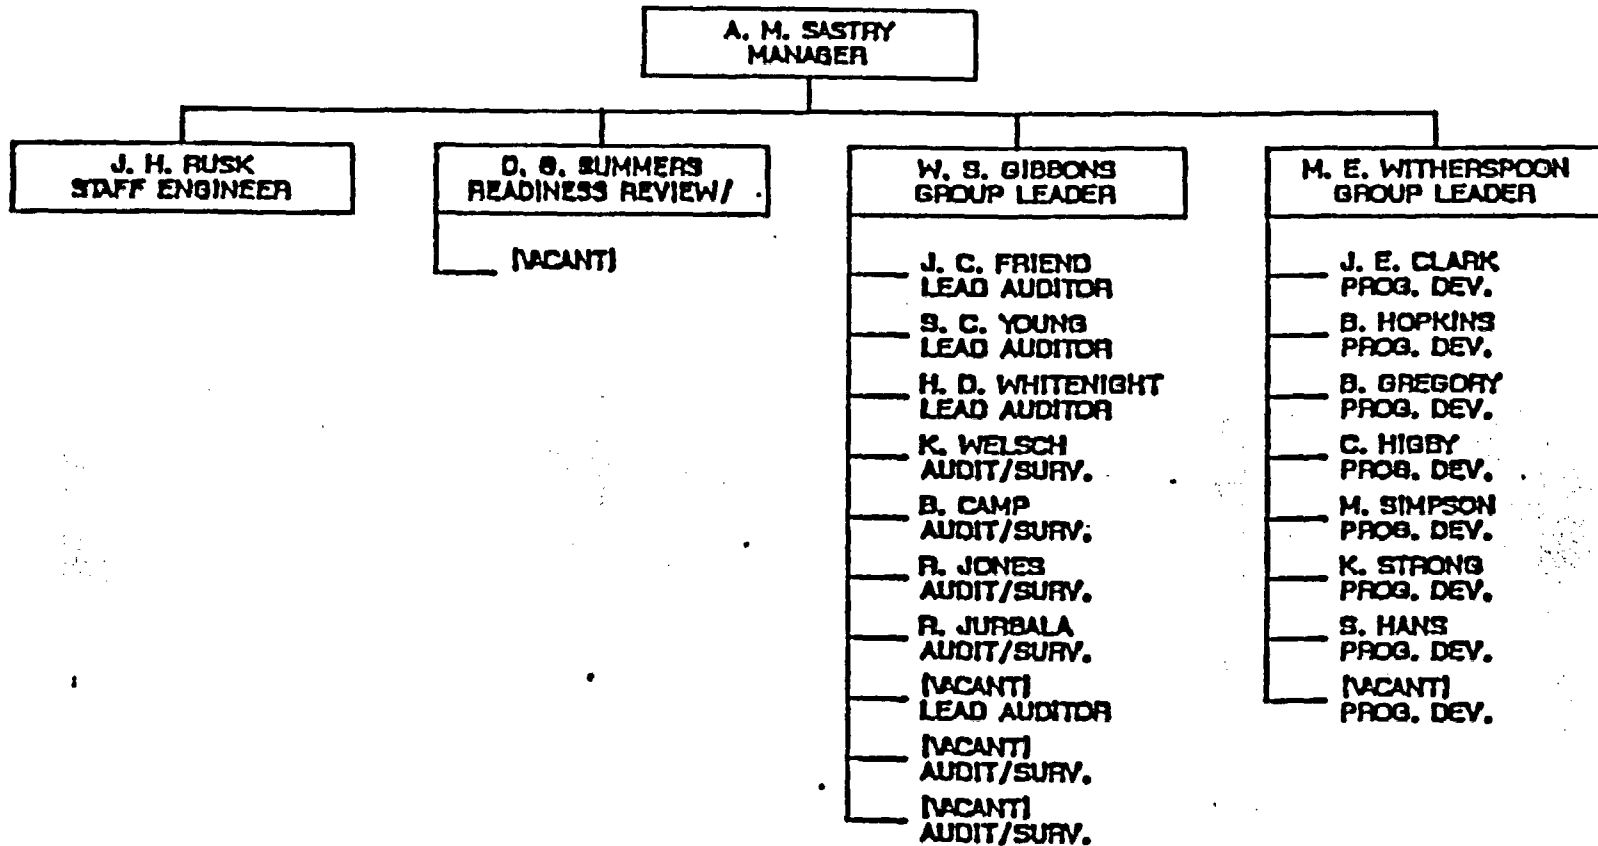 A. M. SASTRY
MANAGER
J. H. RUSK
STAFF ENGINEER
D. G. SUMMERS
READINESS REVIEW/
[VACANT]
W. S. GIBBONS
GROUP LEADER
J. C. FRIEND
LEAD AUDITOR
S. C. YOUNG
LEAD AUDITOR
H. D. WHITENIGHT
LEAD AUDITOR
K. WELSCH
AUDIT/SURV.
B. CAMP
AUDIT/SURV.
R. JONES
AUDIT/SURV.
R. JURBALA
AUDIT/SURV.
[VACANT]
LEAD AUDITOR
[VACANT]
AUDIT/SURV.
[VACANT]
AUDIT/SURV.
M. E. WITHERSPOON
GROUP LEADER
J. E. CLARK
PROG. DEV.
B. HOPKINS
PROG. DEV.
B. GREGORY
PROG. DEV.
C. HIGBY
PROG. DEV.
M. SIMPSON
PROG. DEV.
K. STRONG
PROG. DEV.
S. HANS
PROG. DEV.
[VACANT]
PROG. DEV.